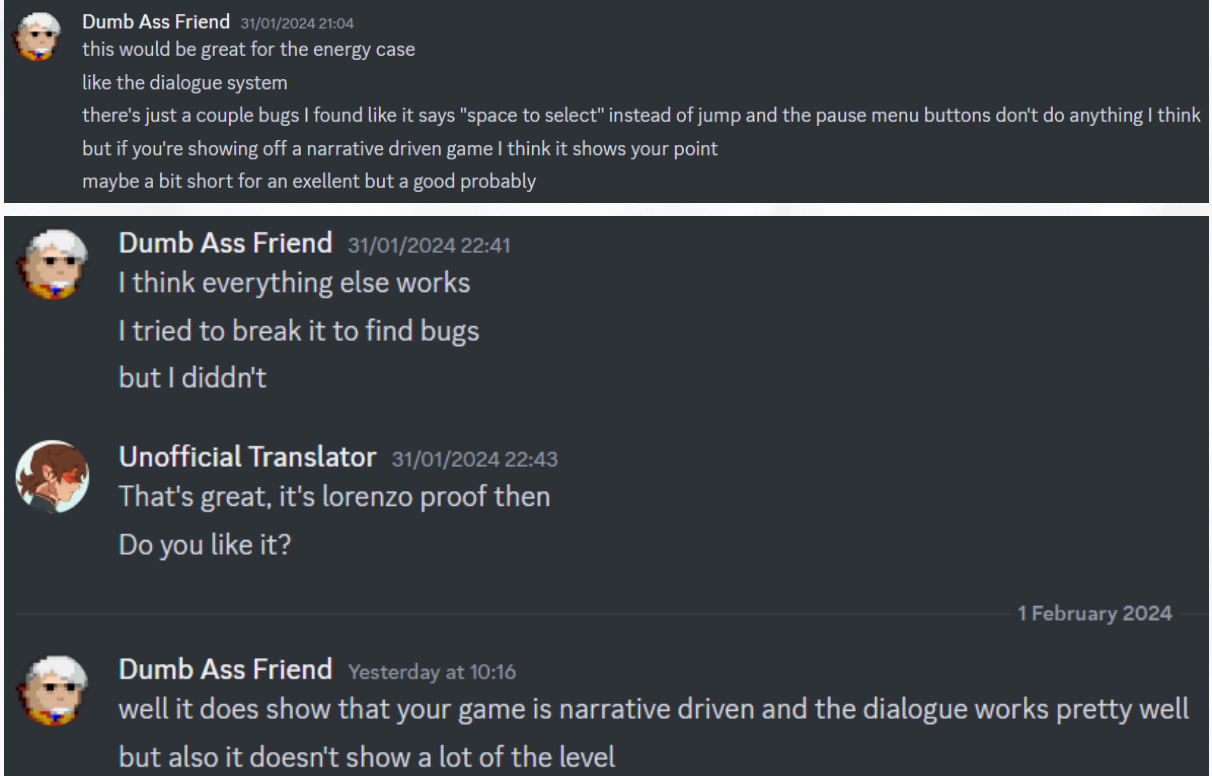 Dumb Ass Friend 31/01/2024 21:04
this would be great for the energy case
like the dialogue system
there's just a couple bugs I found like it says "space to select" instead of jump and the pause menu buttons don't do anything I think
but if you're showing off a narrative driven game I think it shows your point
maybe a bit short for an exellent but a good probably
Dumb Ass Friend 31/01/2024 22:41
I think everything else works
I tried to break it to find bugs
but I diddn't
Unofficial Translator 31/01/2024 22:43
That's great, it's lorenzo proof then
Do you like it?
1 February 2024
Dumb Ass Friend Yesterday at 10:16
well it does show that your game is narrative driven and the dialogue works pretty well
but also it doesn't show a lot of the level